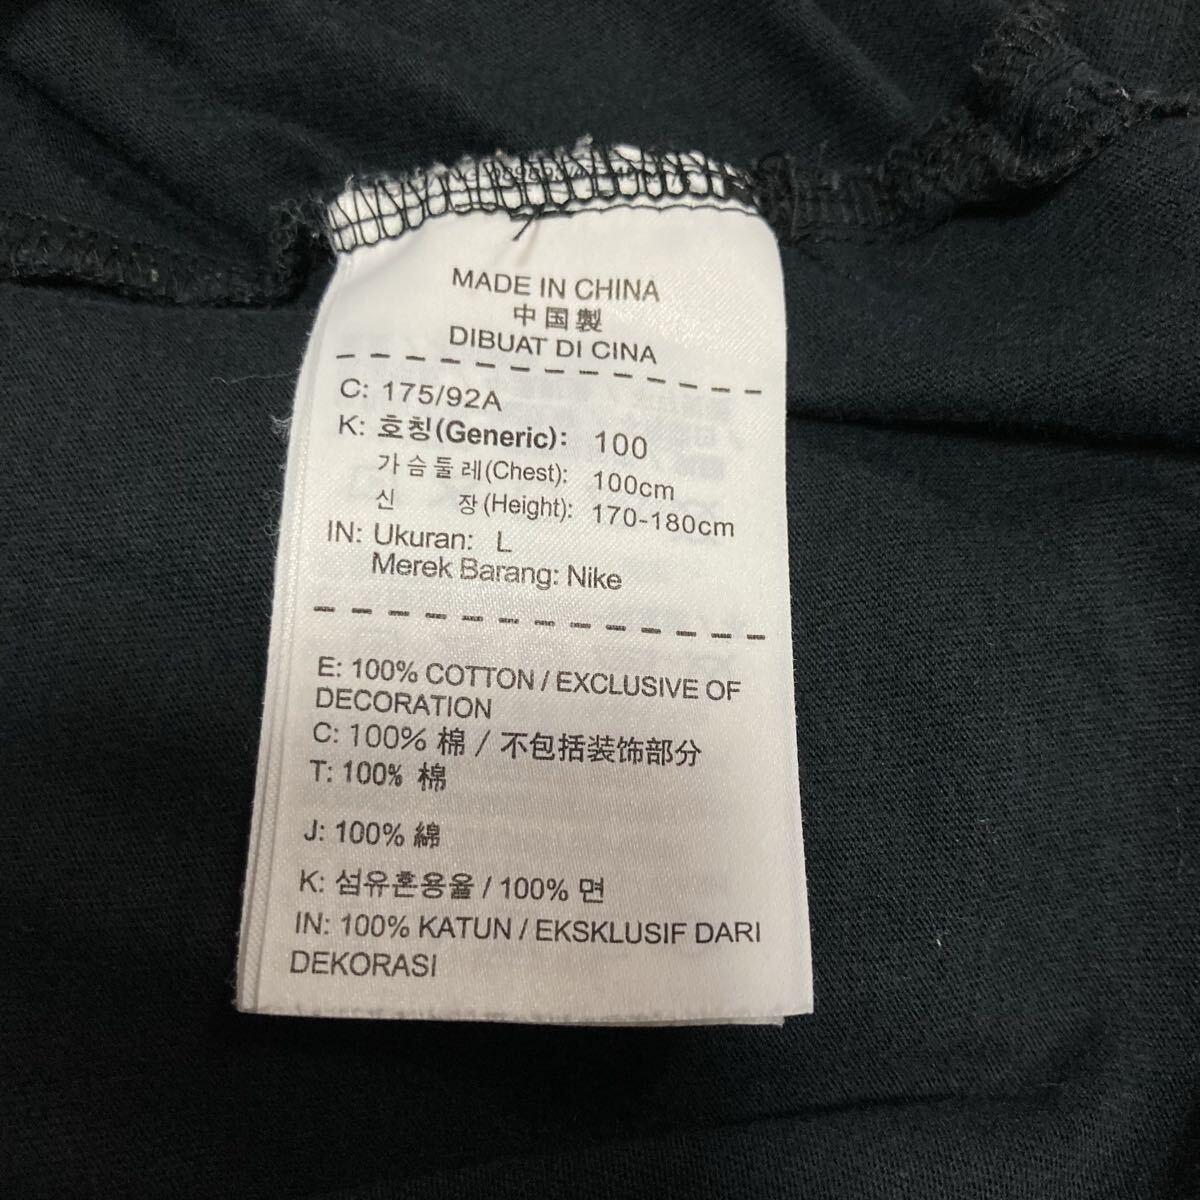 MADE IN CHINA
中国製
DIBUAT DI CINA
C: 175/92A
K: 호칭(Generic): 100
가슴둘레(Chest): 100cm
신 장(Height): 170-180cm
IN: Ukuran: L
Merek Barang: Nike
E: 100% COTTON / EXCLUSIVE OF
DECORATION
C: 100% 棉 / 不包括装饰部分
T: 100% 棉
J: 100% 綿
K: 섬유혼용율 / 100% 면
IN: 100% KATUN / EKSKLUSIF DARI
DEKORASI